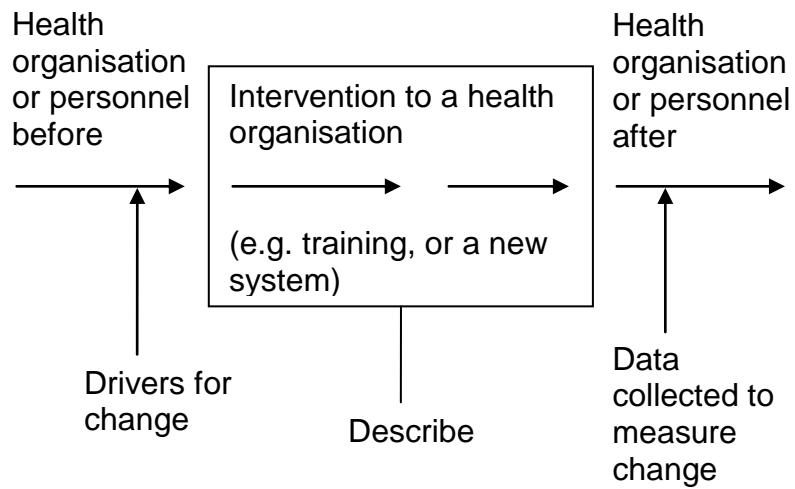 Health
organisation
or personnel
before
Intervention to a health
organisation
(e.g. training, or a new
system)
Health
organisation
or personnel
after
Drivers for
change
Describe
Data
collected to
measure
change